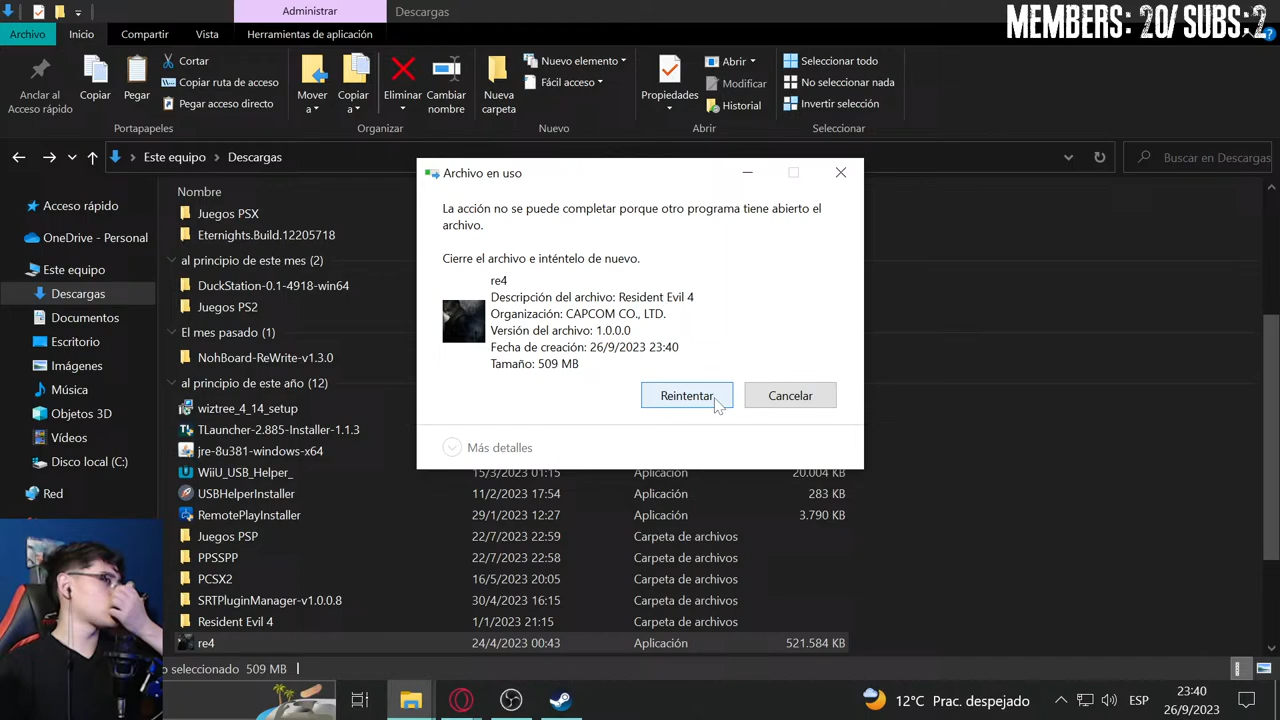 Administrar
Descargas
MEMBERS: 20/ SUBS:2
Archivo
Inicio
Compartir
Vista
Herramientas de aplicación
Anclar al
Acceso rápido
Copiar
Pegar
Cortar
Copiar ruta de acceso
Pegar acceso directo
Mover
a
Copiar
a
Eliminar
Cambiar
nombre
Nueva
carpeta
Nuevo elemento
Fácil acceso
Propiedades
Abrir
Modificar
Historial
Seleccionar todo
No seleccionar nada
Invertir selección
Portapapeles
Organizar
Nuevo
Abrir
Seleccionar
Este equipo
Descargas
Buscar en Descargas
Acceso rápido
OneDrive - Personal
Este equipo
Descargas
Documentos
Escritorio
Imágenes
Música
Objetos 3D
Vídeos
Disco local (C:)
Red
Nombre
Juegos PSX
Eternights.Build.12205718
al principio de este mes (2)
DuckStation-0.1-4918-win64
Juegos PS2
El mes pasado (1)
NohBoard-ReWrite-v1.3.0
al principio de este año (12)
wiztree_4_14_setup
TLauncher-2.885-Installer-1.1.3
jre-8u381-windows-x64
WiiU_USB_Helper_ 15/3/2023 01:15 Aplicación 20.004 KB
USBHelperInstaller 11/2/2023 17:54 Aplicación 283 KB
RemotePlayInstaller 29/1/2023 12:27 Aplicación 3.790 KB
Juegos PSP 22/7/2023 22:59 Carpeta de archivos
PPSSPP 22/7/2023 22:58 Carpeta de archivos
PCSX2 16/5/2023 20:05 Carpeta de archivos
SRTPluginManager-v1.0.0.8 30/4/2023 16:15 Carpeta de archivos
Resident Evil 4 1/1/2023 21:15 Carpeta de archivos
re4 24/4/2023 00:43 Aplicación 521.584 KB
Archivo en uso
La acción no se puede completar porque otro programa tiene abierto el
archivo.
Cierre el archivo e inténtelo de nuevo.
re4
Descripción del archivo: Resident Evil 4
Organización: CAPCOM CO., LTD.
Versión del archivo: 1.0.0.0
Fecha de creación: 26/9/2023 23:40
Tamaño: 509 MB
Reintentar
Cancelar
Más detalles
o seleccionado 509 MB
12°C Prac. despejado
ESP
23:40
26/9/2023